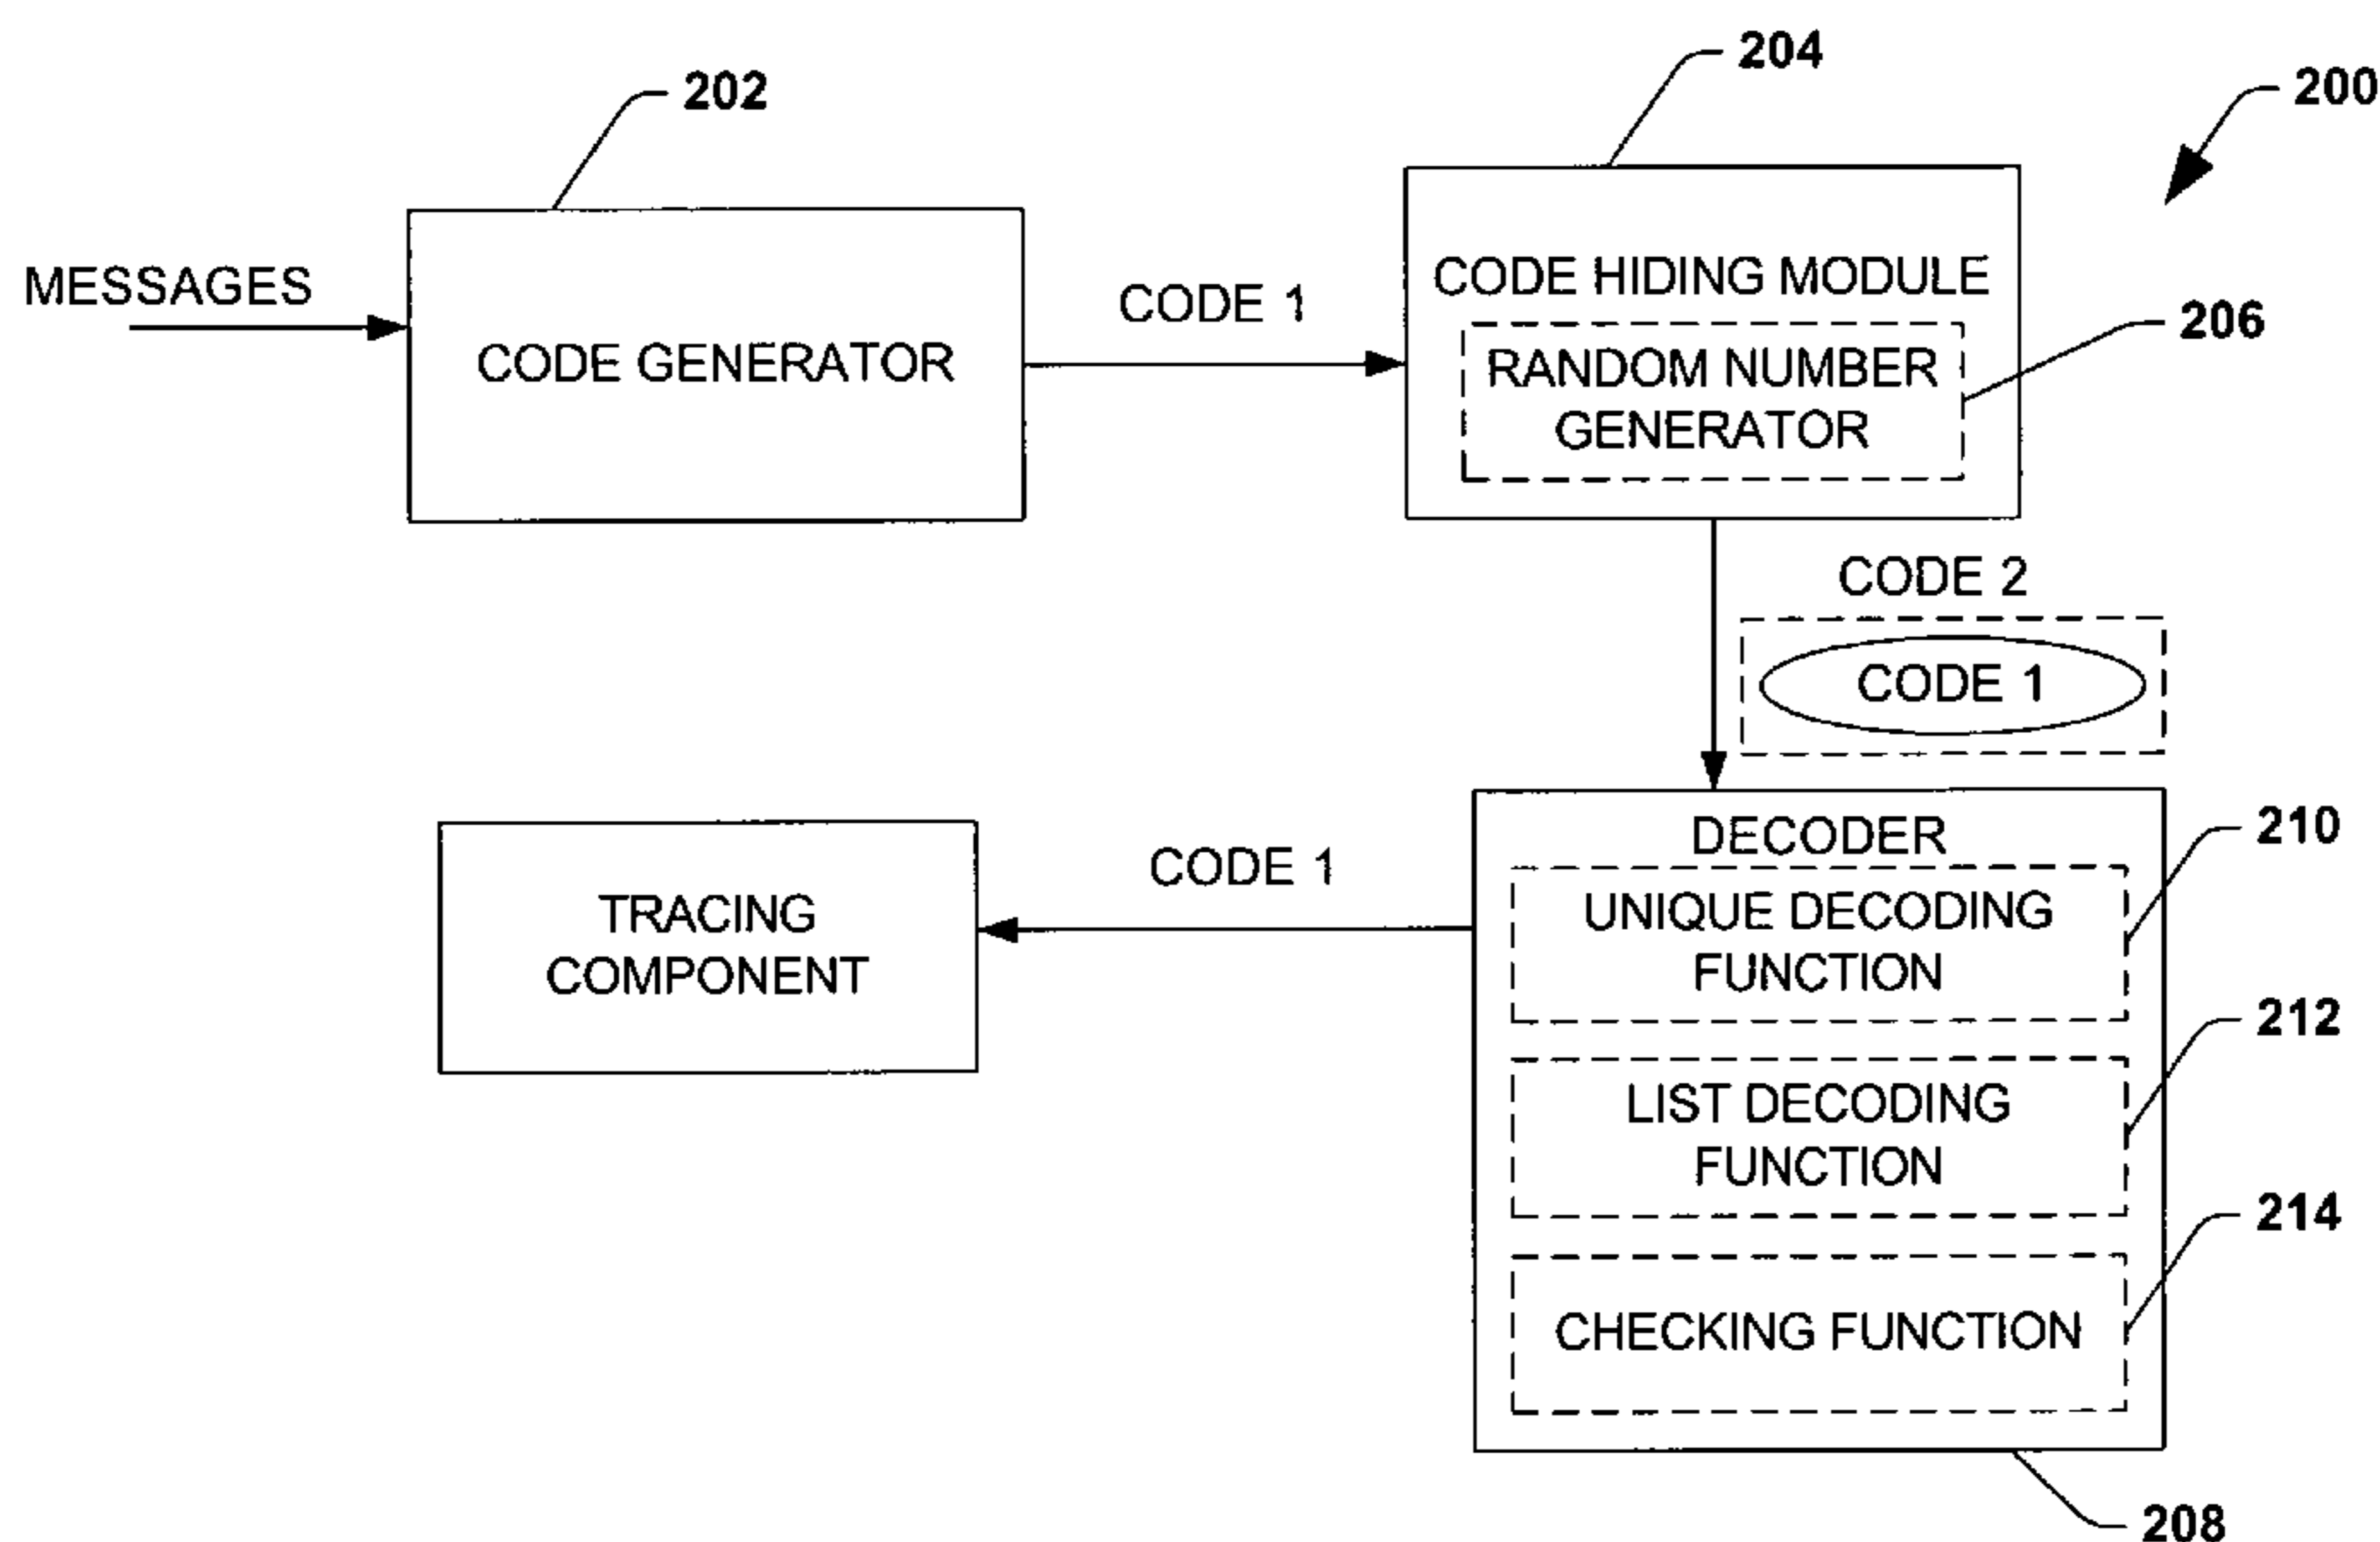 204
200
202
MESSAGES
CODE GENERATOR
CODE 1
CODE HIDING MODULE
206
RANDOM NUMBER
GENERATOR
CODE 2
CODE 1
DECODER
210
UNIQUE DECODING
FUNCTION
212
LIST DECODING
FUNCTION
214
CHECKING FUNCTION
208
CODE 1
TRACING
COMPONENT